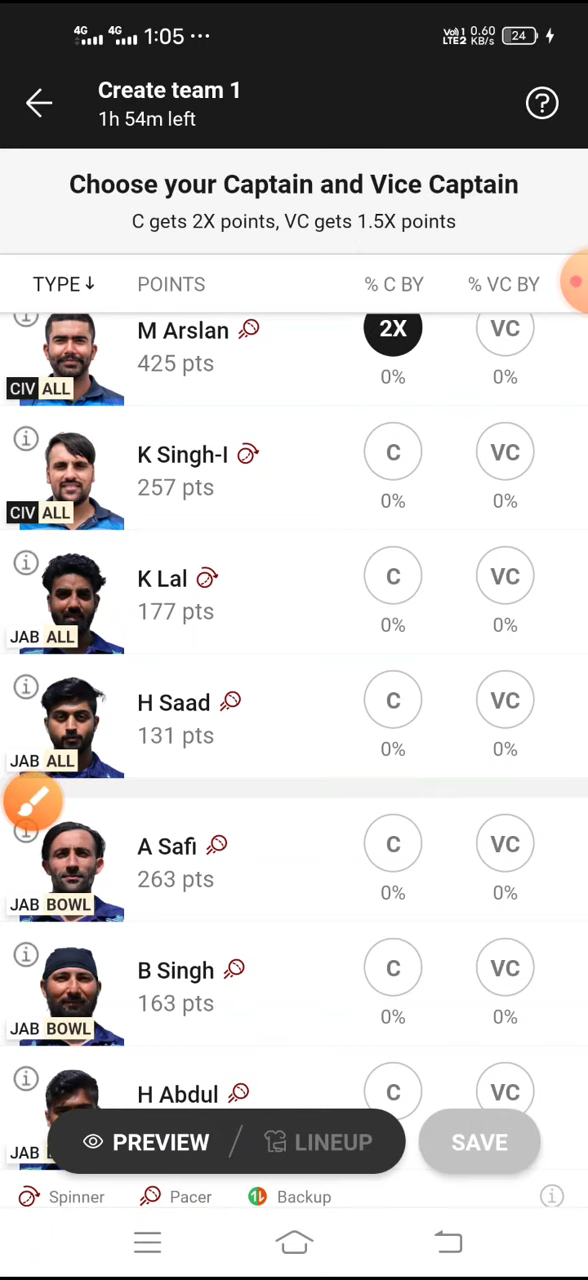 4G 4G 1:05 ···
Vo) 1 0.60
LTE2 KB/s 24
Create team 1
1h 54m left
?
Choose your Captain and Vice Captain
C gets 2X points, VC gets 1.5X points
TYPE↓ POINTS % C BY % VC BY
M Arslan 2X VC
425 pts
0% 0%
CIV ALL
K Singh-I C VC
257 pts
0% 0%
CIV ALL
K Lal C VC
177 pts
0% 0%
JAB ALL
H Saad C VC
131 pts
0% 0%
JAB ALL
A Safi C VC
263 pts
0% 0%
JAB BOWL
B Singh C VC
163 pts
0% 0%
JAB BOWL
H Abdul C VC
JAB
PREVIEW / LINEUP SAVE
Spinner Pacer Backup